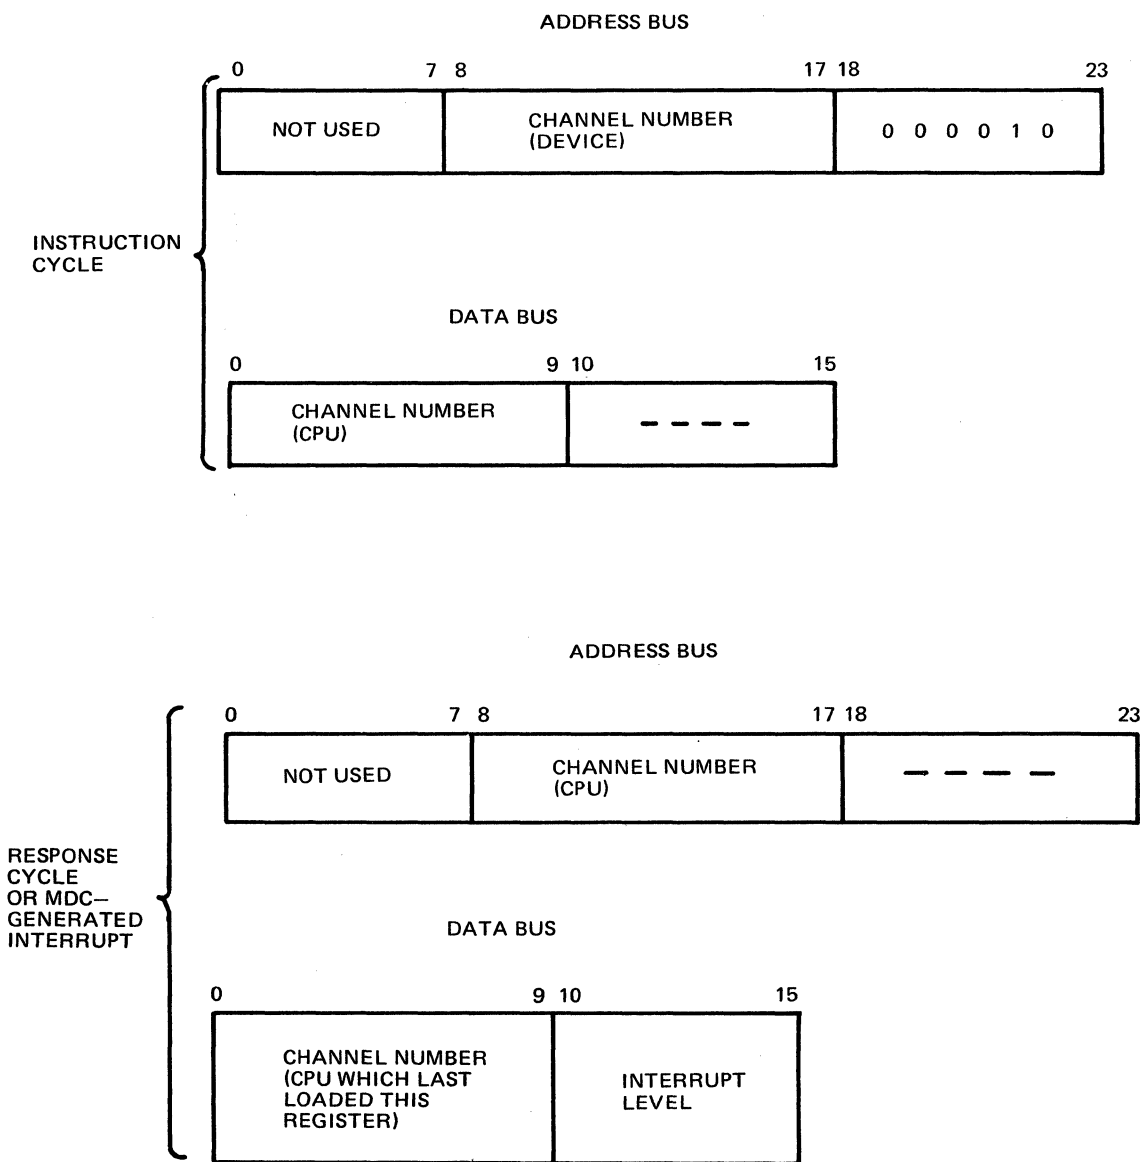 ADDRESS BUS
0 7 8 17 18 23
NOT USED
CHANNEL NUMBER
(DEVICE)
0 0 0 0 1 0
INSTRUCTION
CYCLE
DATA BUS
0 9 10 15
CHANNEL NUMBER
(CPU)
– – – –
ADDRESS BUS
0 7 8 17 18 23
NOT USED
CHANNEL NUMBER
(CPU)
– – – –
RESPONSE
CYCLE
OR MDC–
GENERATED
INTERRUPT
DATA BUS
0 9 10 15
CHANNEL NUMBER
(CPU WHICH LAST
LOADED THIS
REGISTER)
INTERRUPT
LEVEL